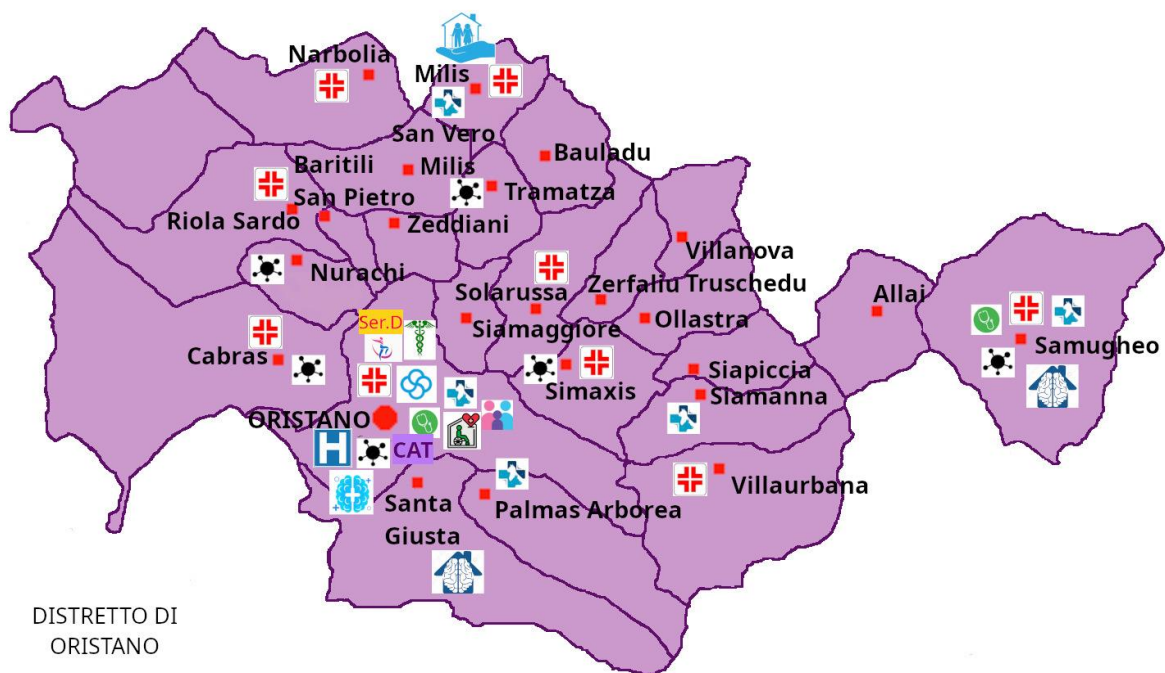 Narbolia
Milis
San Vero
Milis
Bauladu
Baritili
San Pietro
Tramatza
Riola Sardo
Zeddiani
Villanova
Truschedu
Nurachi
Solarussa
Zerfaliu
Allai
Siamaggiore
Ollastra
Ser.D
Samugheo
Cabras
Simaxis
Siapiccia
Siamanna
ORISTANO
H
CAT
Villaurbana
Santa
Giusta
Palmas Arborea
DISTRETTO DI
ORISTANO